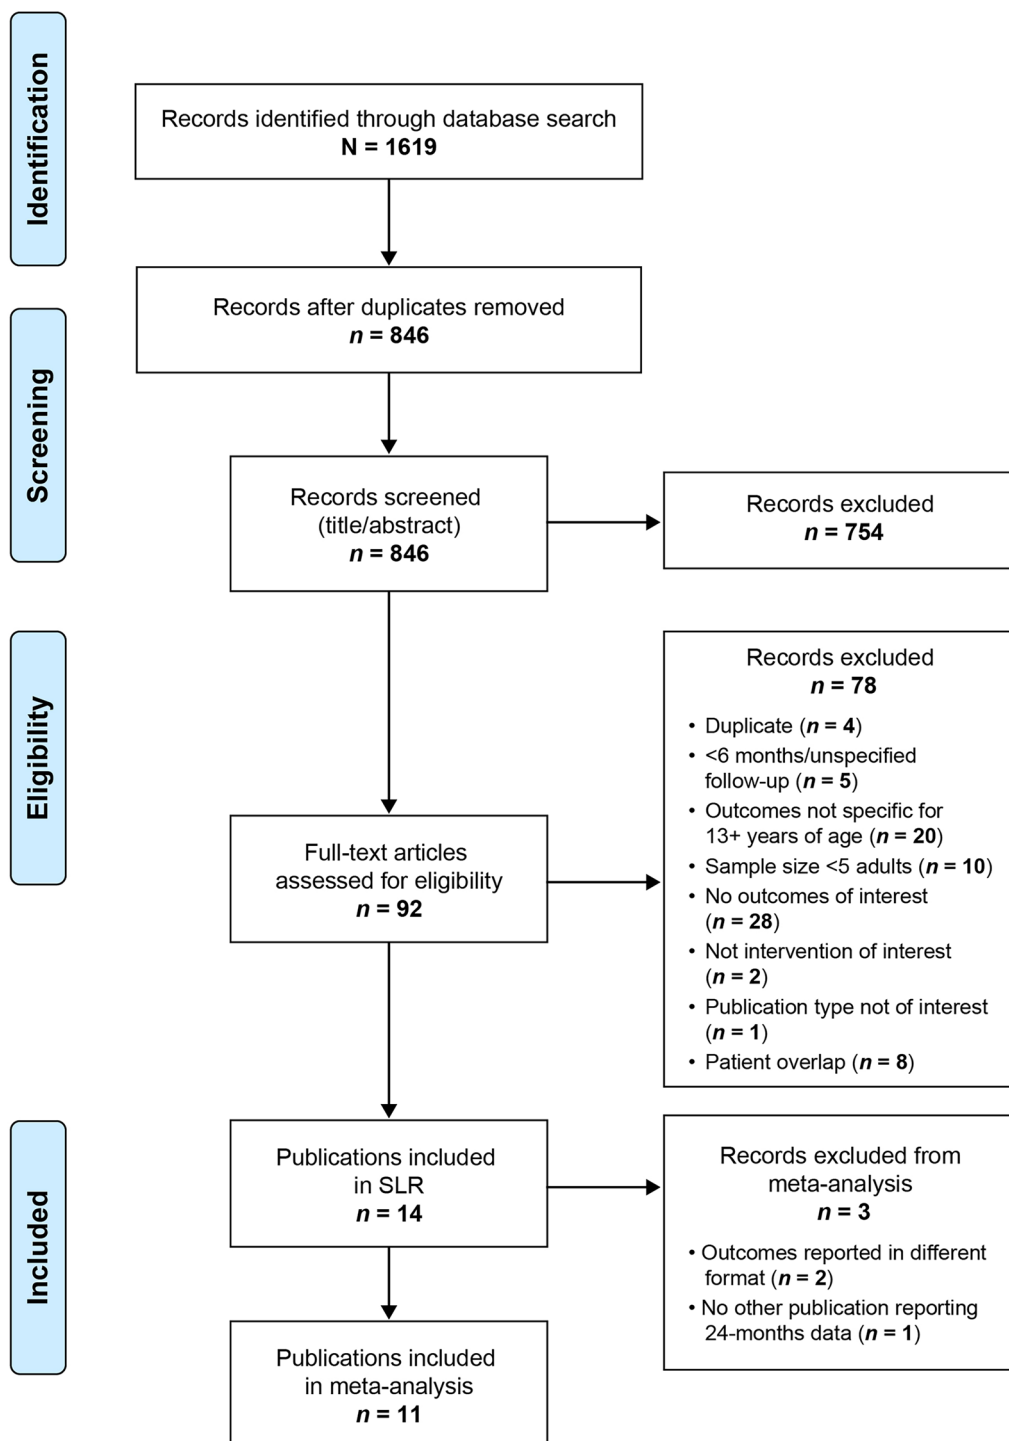 Identification
Records identified through database search
N = 1619
Records after duplicates removed
n = 846
Screening
Records screened
(title/abstract)
n = 846
Records excluded
n = 754
Eligibility
Full-text articles
assessed for eligibility
n = 92
Records excluded
n = 78
• Duplicate (n = 4)
• <6 months/unspecified
follow-up (n = 5)
• Outcomes not specific for
13+ years of age (n = 20)
• Sample size <5 adults (n = 10)
• No outcomes of interest
(n = 28)
• Not intervention of interest
(n = 2)
• Publication type not of interest
(n = 1)
• Patient overlap (n = 8)
Included
Publications included
in SLR
n = 14
Records excluded from
meta-analysis
n = 3
• Outcomes reported in different
format (n = 2)
• No other publication reporting
24-months data (n = 1)
Publications included
in meta-analysis
n = 11